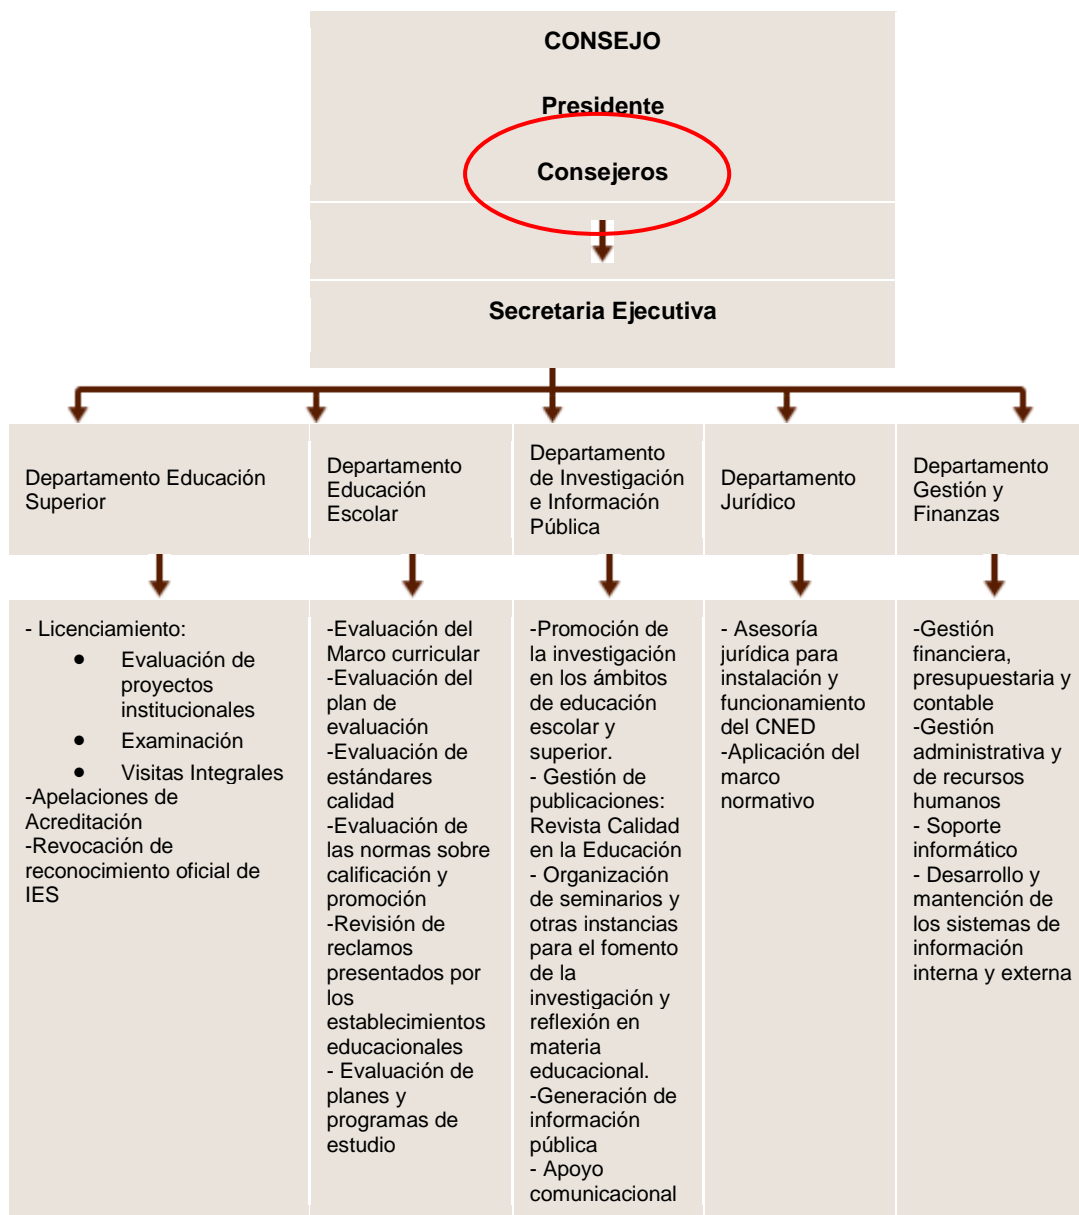 CONSEJO
Presidente
Consejeros
Secretaria Ejecutiva
Departamento Educación
Superior
Departamento
Educación
Escolar
Departamento
de Investigación
e Información
Pública
Departamento
Jurídico
Departamento
Gestión y
Finanzas
- Licenciamiento:
● Evaluación de
proyectos
institucionales
● Examinación
● Visitas Integrales
-Apelaciones de
Acreditación
-Revocación de
reconocimiento oficial de
IES
-Evaluación del
Marco curricular
-Evaluación del
plan de
evaluación
-Evaluación de
estándares
calidad
-Evaluación de
las normas sobre
calificación y
promoción
-Revisión de
reclamos
presentados por
los
establecimientos
educacionales
- Evaluación de
planes y
programas de
estudio
-Promoción de
la investigación
en los ámbitos
de educación
escolar y
superior.
- Gestión de
publicaciones:
Revista Calidad
en la Educación
- Organización
de seminarios y
otras instancias
para el fomento
de la
investigación y
reflexión en
materia
educacional.
-Generación de
información
pública
- Apoyo
comunicacional
- Asesoría
jurídica para
instalación y
funcionamiento
del CNED
-Aplicación del
marco
normativo
-Gestión
financiera,
presupuestaria y
contable
-Gestión
administrativa y
de recursos
humanos
- Soporte
informático
- Desarrollo y
mantención de
los sistemas de
información
interna y externa